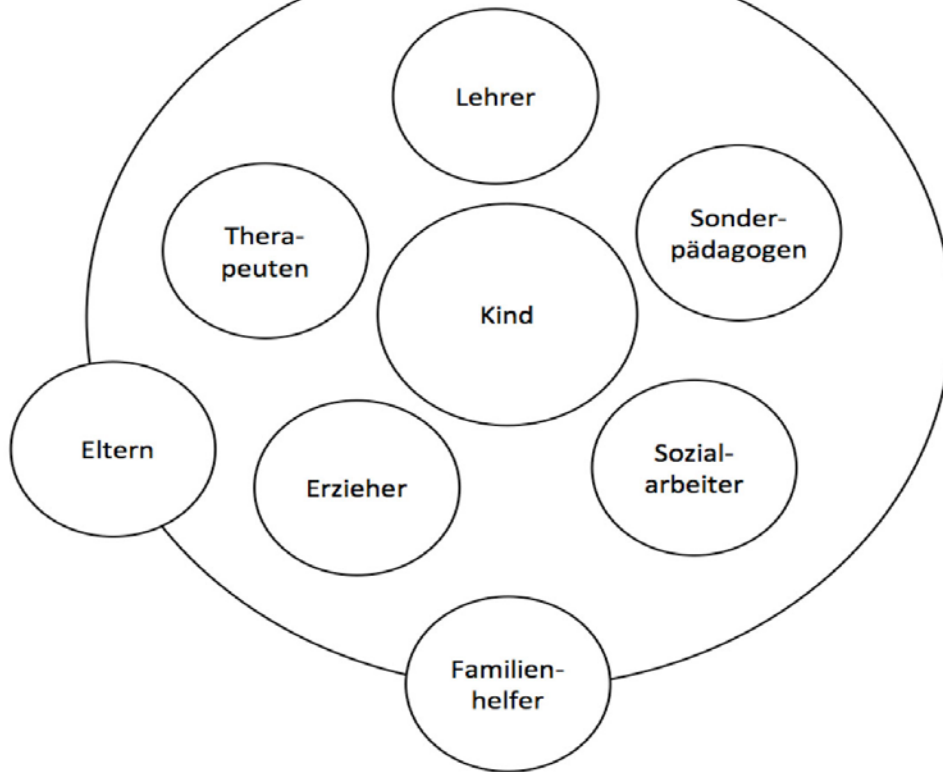 Lehrer
Thera-
peuten
Sonder-
pädagogen
Kind
Eltern
Erzieher
Sozial-
arbeiter
Familien-
helfer